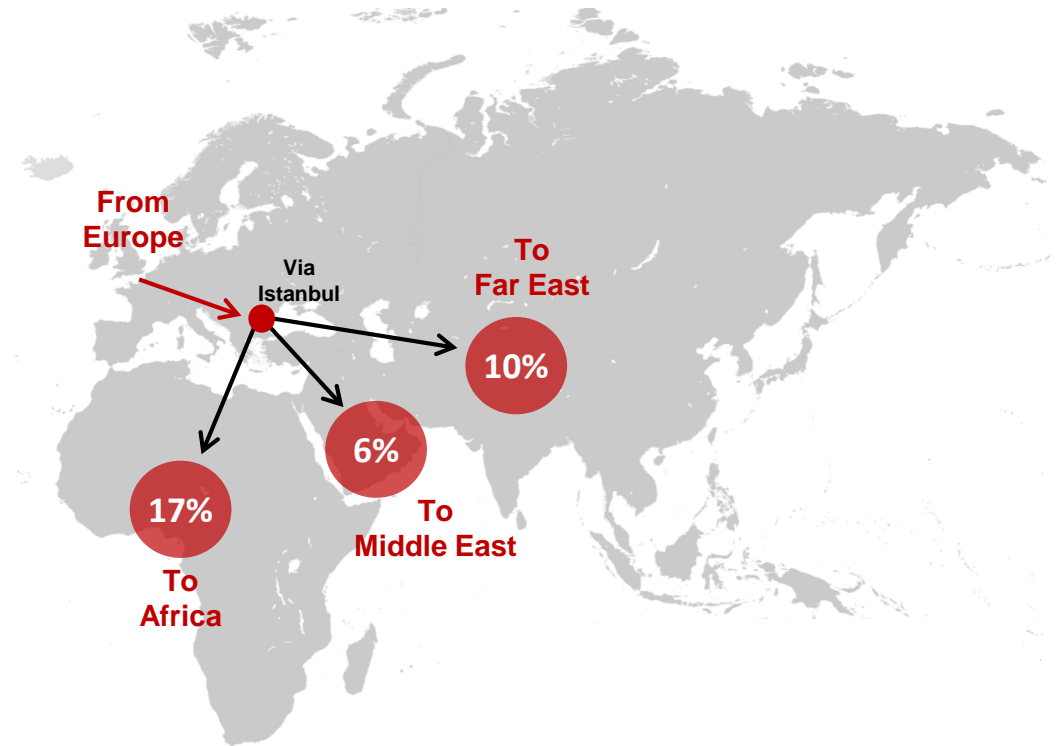 From
Europe
Via
Istanbul
To
Far East
10%
6%
To
Middle East
17%
To
Africa